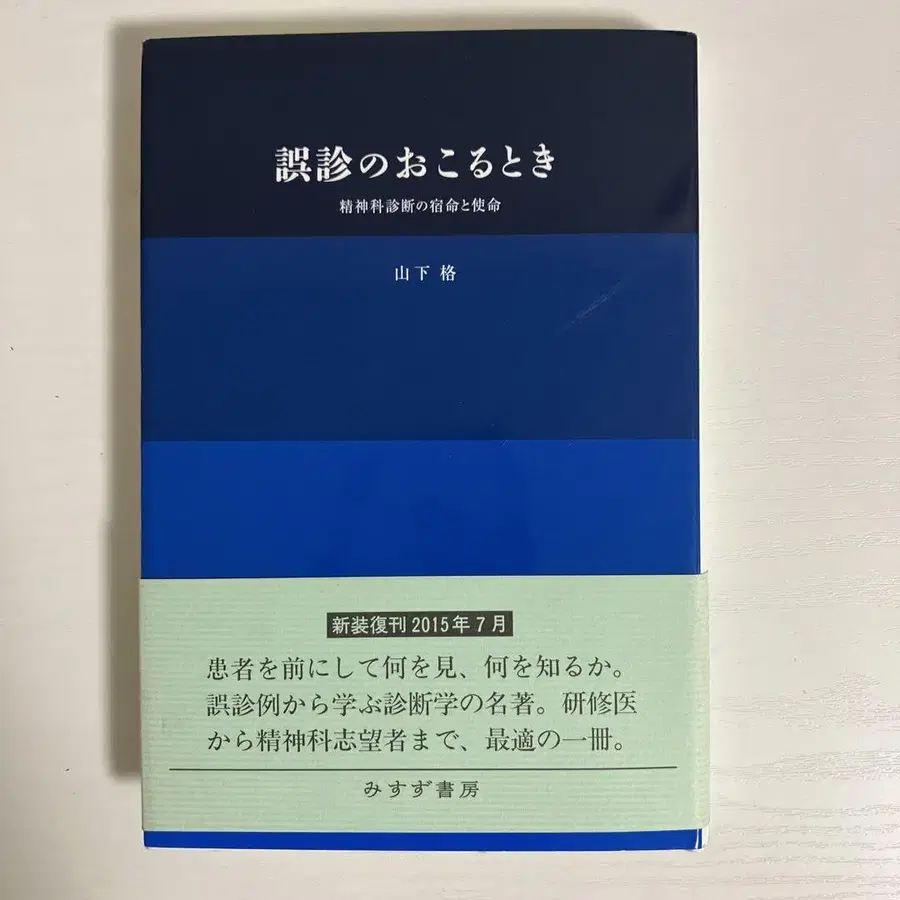 誤診のおこるとき
精神科診断の宿命と使命
山下 格
新装復刊 2015年7月
患者を前にして何を見、何を知るか。
誤診例から学ぶ診断学の名著。研修医
から精神科志望者まで、最適の一冊。
みすず書房